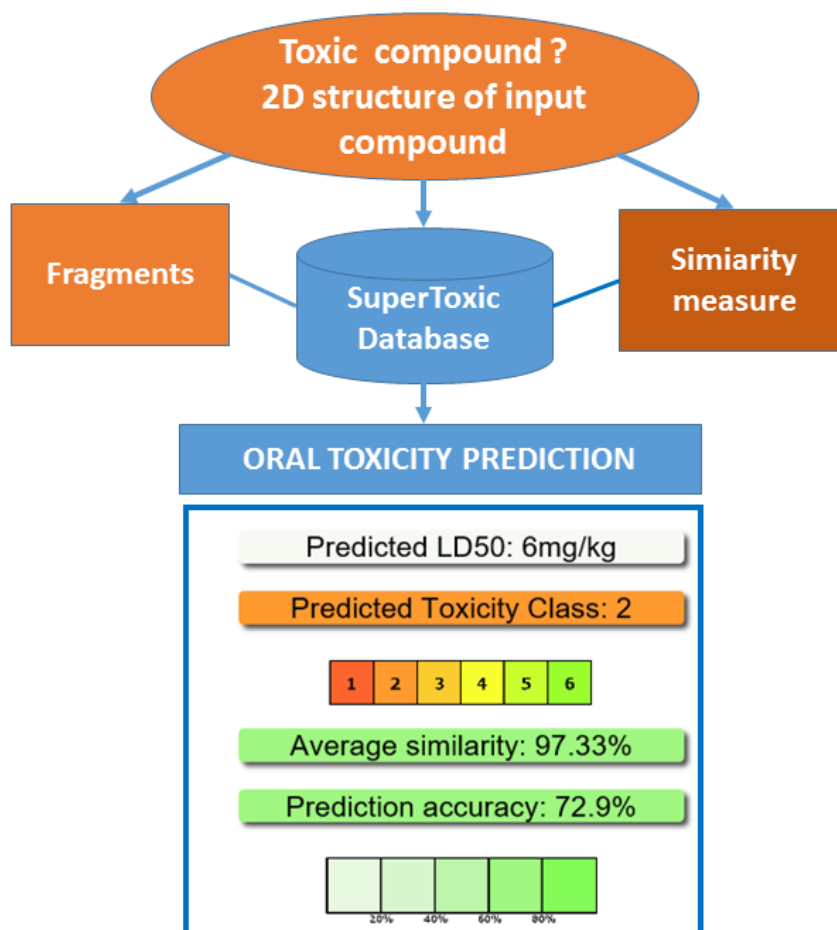 Toxic compound ?
2D structure of input
compound
Fragments
SuperToxic
Database
Simiarity
measure
ORAL TOXICITY PREDICTION
Predicted LD50: 6mg/kg
Predicted Toxicity Class: 2
1 2 3 4 5 6
Average similarity: 97.33%
Prediction accuracy: 72.9%
20% 40% 60% 80%